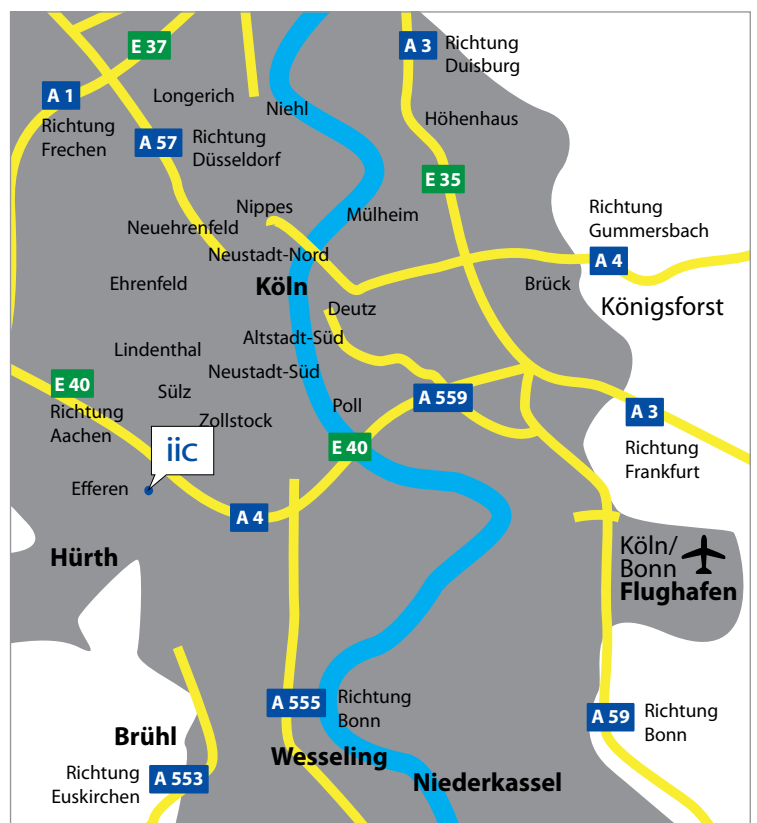 E 37
A 3
Richtung
Duisburg
A 1
Longerich
Niehl
Höhenhaus
Richtung
Frechen
A 57
Richtung
Düsseldorf
E 35
Nippes
Mülheim
Richtung
Gummersbach
Neuehrenfeld
Neustadt-Nord
A 4
Ehrenfeld
Köln
Brück
Königsforst
Deutz
Altstadt-Süd
Lindenthal
Neustadt-Süd
E 40
Richtung
Aachen
Sülz
Zollstock
Poll
A 559
A 3
Richtung
Frankfurt
iic
E 40
Efferen
A 4
Hürth
Köln/
Bonn
Flughafen
A 555
Richtung
Bonn
A 59
Richtung
Bonn
Brühl
Wesseling
Richtung
Euskirchen
A 553
Niederkassel